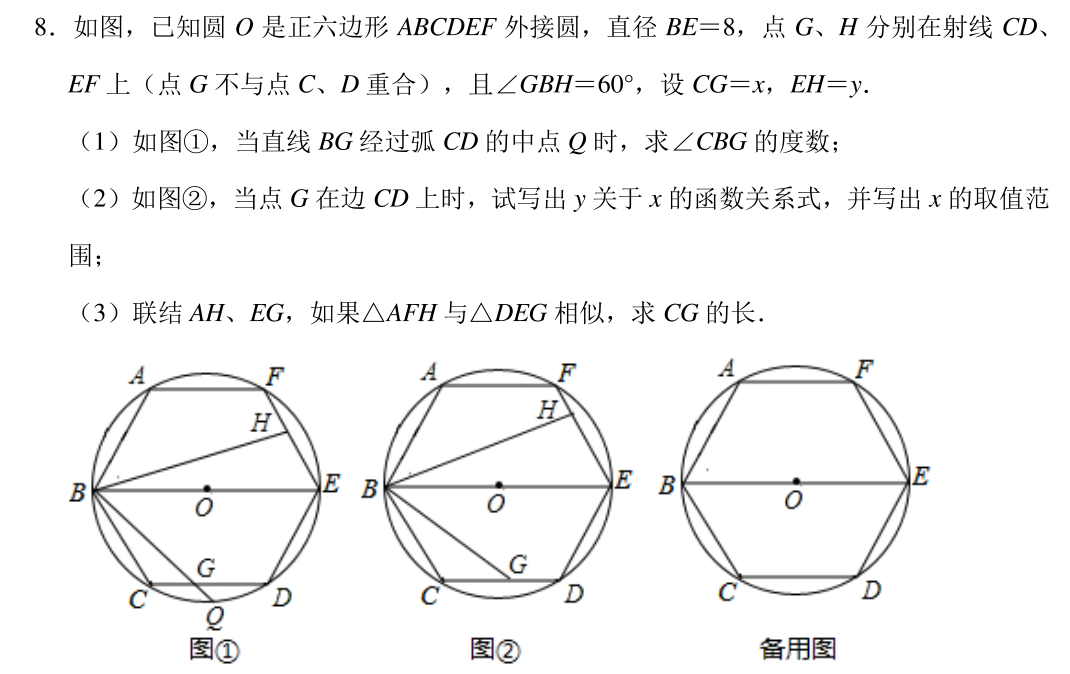 8．如图，已知圆 O 是正六边形 ABCDEF 外接圆，直径 BE＝8，点 G、H 分别在射线 CD、
EF 上（点 G 不与点 C、D 重合），且∠GBH＝60°，设 CG＝x，EH＝y．
（1）如图①，当直线 BG 经过弧 CD 的中点 Q 时，求∠CBG 的度数；
（2）如图②，当点 G 在边 CD 上时，试写出 y 关于 x 的函数关系式，并写出 x 的取值范
围；
（3）联结 AH、EG，如果△AFH 与△DEG 相似，求 CG 的长．
A F H B O E G C Q D
A F H B O E G C D
A F B O E C D
图① 图② 备用图